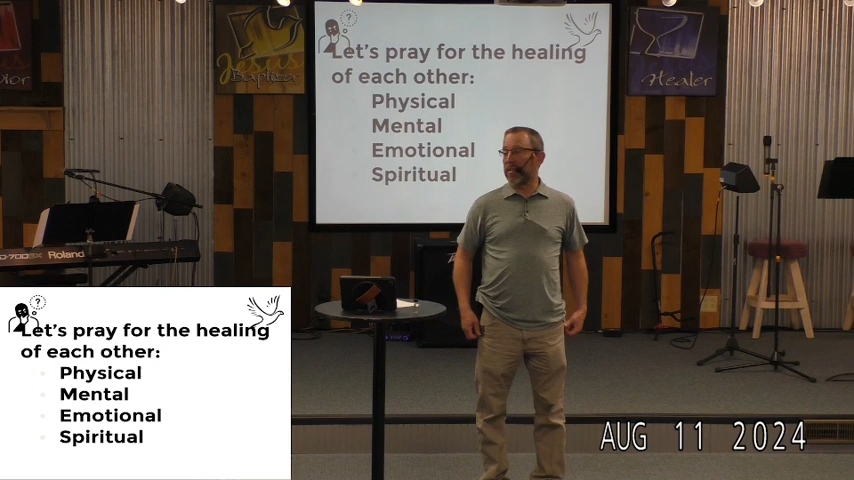 ?
Let's pray for the healing
of each other:
Physical
Mental
Emotional
Spiritual
Jesus
Baptizer
Healer
Roland
?
Let's pray for the healing
of each other:
Physical
Mental
Emotional
Spiritual
AUG 11 2024